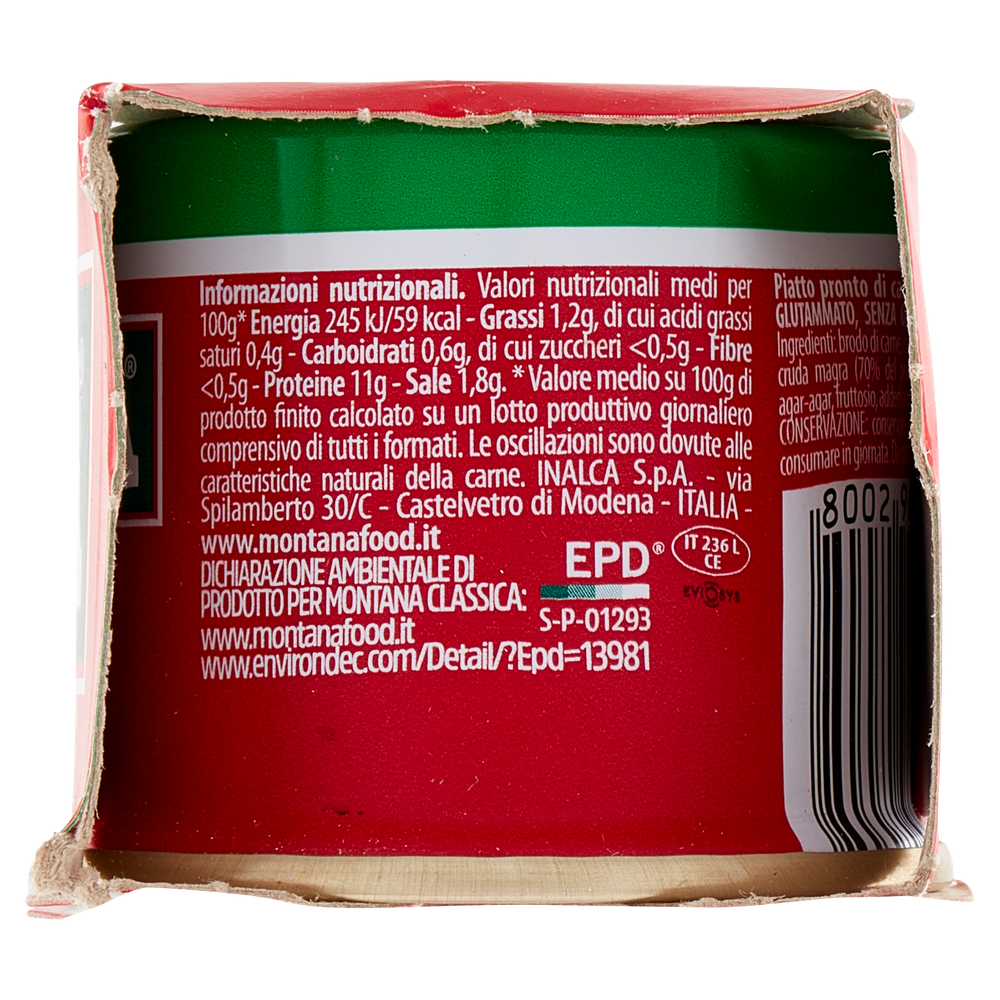 Informazioni nutrizionali. Valori nutrizionali medi per
100g* Energia 245 kJ/59 kcal - Grassi 1,2g, di cui acidi grassi
saturi 0,4g - Carboidrati 0,6g, di cui zuccheri <0,5g - Fibre
<0,5g - Proteine 11g - Sale 1,8g. * Valore medio su 100g di
prodotto finito calcolato su un lotto produttivo giornaliero
comprensivo di tutti i formati. Le oscillazioni sono dovute alle
caratteristiche naturali della carne. INALCA S.p.A. - via
Spilamberto 30/C - Castelvetro di Modena - ITALIA -
www.montanafood.it
DICHIARAZIONE AMBIENTALE DI
PRODOTTO PER MONTANA CLASSICA:
www.montanafood.it
www.environdec.com/Detail/?Epd=13981
EPD®
S-P-01293
IT 236 L
CE
EVIOSYS
Piatto pronto di
GLUTAMMATO, SENZA
Ingredienti: brodo di carne
cruda magra (70% del
agar-agar, fruttosio,
CONSERVAZIONE:
consumare in giornata.
80029
®